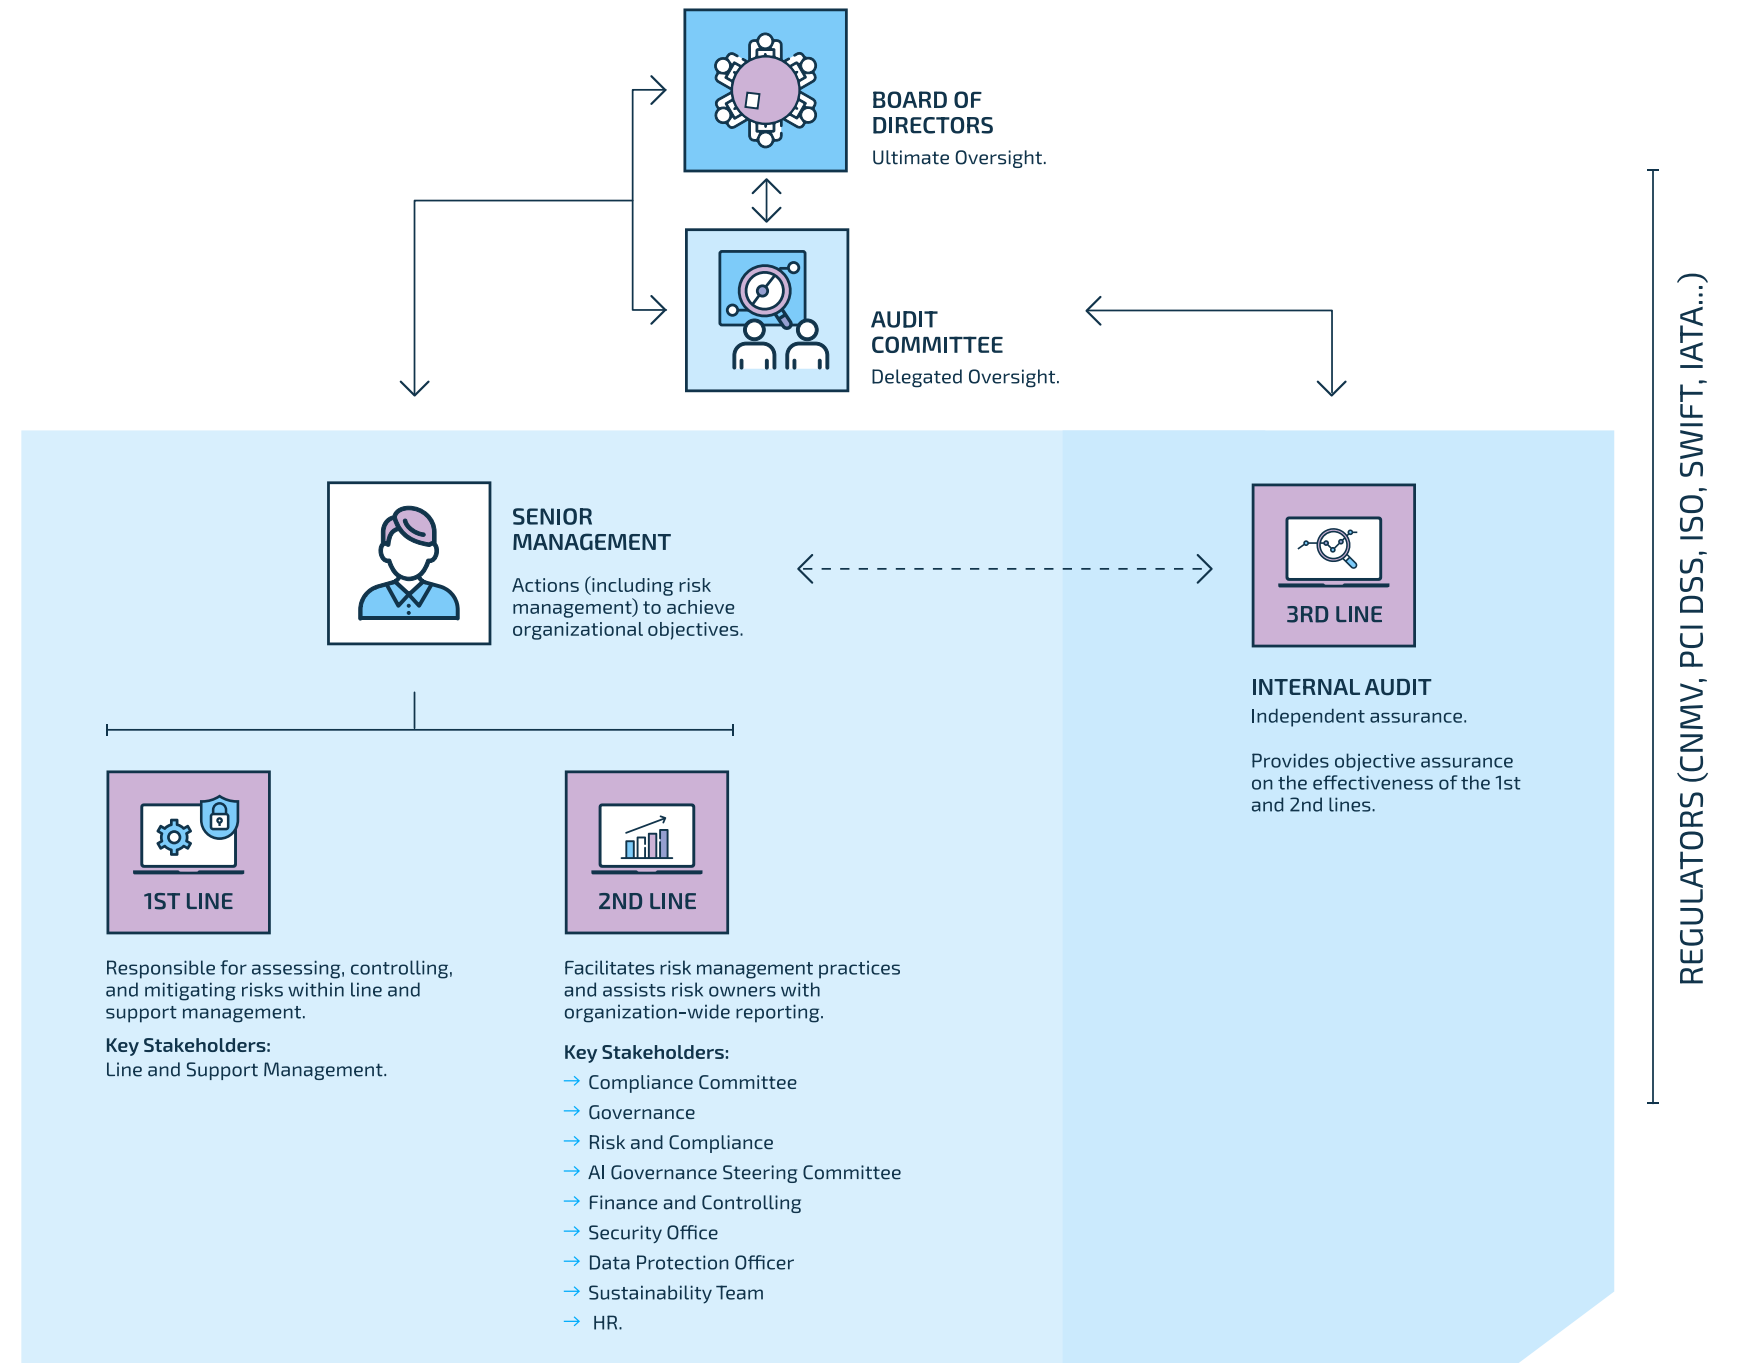 BOARD OF
DIRECTORS
Ultimate Oversight.
AUDIT
COMMITTEE
Delegated Oversight.
SENIOR
MANAGEMENT
Actions (including risk
management) to achieve
organizational objectives.
3RD LINE
INTERNAL AUDIT
Independent assurance.
Provides objective assurance
on the effectiveness of the 1st
and 2nd lines.
1ST LINE
Responsible for assessing, controlling,
and mitigating risks within line and
support management.
Key Stakeholders:
Line and Support Management.
2ND LINE
Facilitates risk management practices
and assists risk owners with
organization-wide reporting.
Key Stakeholders:
→ Compliance Committee
→ Governance
→ Risk and Compliance
→ AI Governance Steering Committee
→ Finance and Controlling
→ Security Office
→ Data Protection Officer
→ Sustainability Team
→ HR.
REGULATORS (CNMV, PCI DSS, ISO, SWIFT, IATA...)